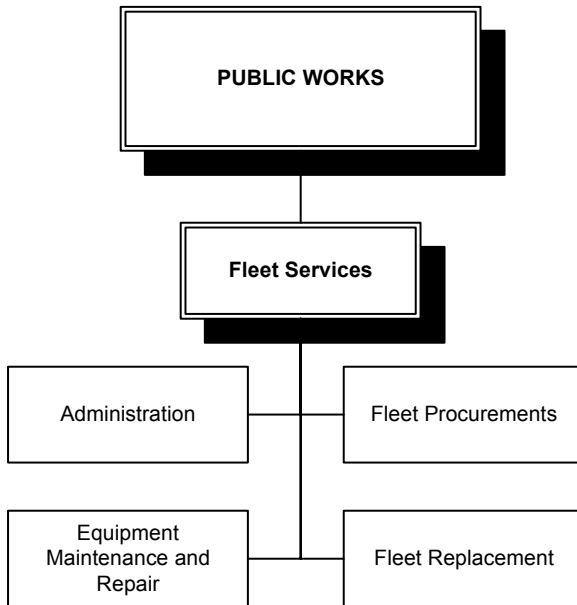 PUBLIC WORKS
Fleet Services
Administration
Fleet Procurements
Equipment
Maintenance and
Repair
Fleet Replacement